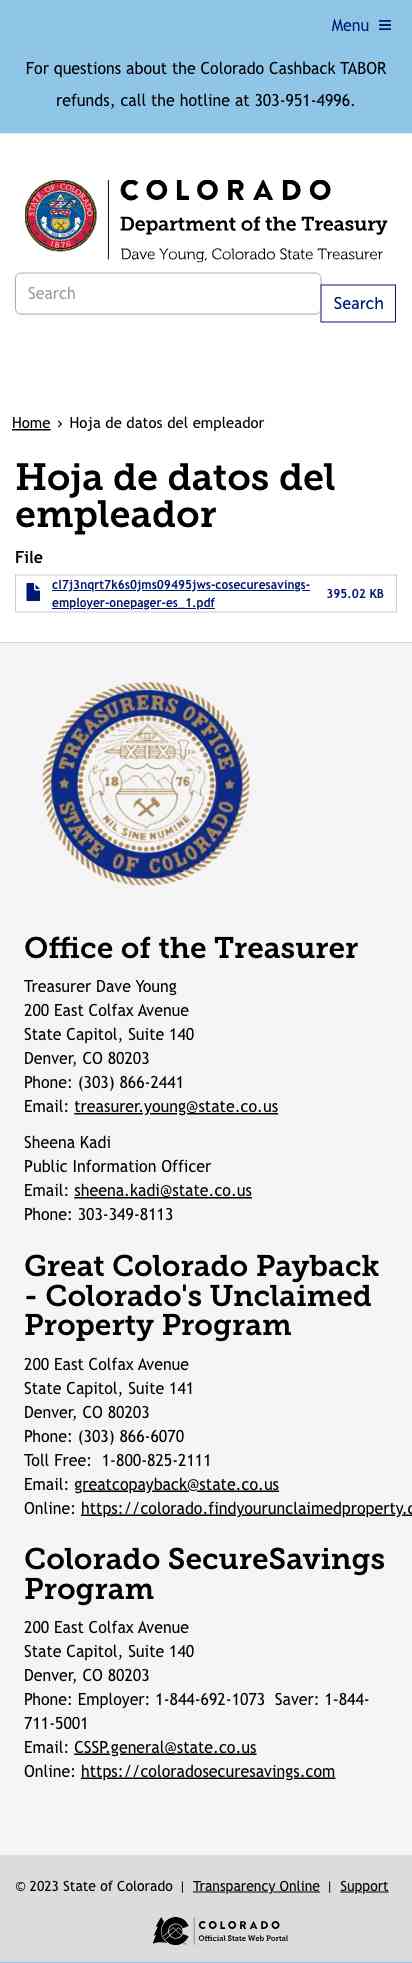 Menu
For questions about the Colorado Cashback TABOR
refunds, call the hotline at 303-951-4996.
STATE OF COLORADO
1876
COLORADO
Department of the Treasury
Dave Young, Colorado State Treasurer
Search
Search
Home › Hoja de datos del empleador
Hoja de datos del
empleador
File
cl7j3nqrt7k6s0jms09495jws-cosecuresavings-
employer-onepager-es_1.pdf
395.02 KB
TREASURERS OFFICE
18 76
NIL SINE NUMINE
STATE OF COLORADO
Office of the Treasurer
Treasurer Dave Young
200 East Colfax Avenue
State Capitol, Suite 140
Denver, CO 80203
Phone: (303) 866-2441
Email: treasurer.young@state.co.us
Sheena Kadi
Public Information Officer
Email: sheena.kadi@state.co.us
Phone: 303-349-8113
Great Colorado Payback
- Colorado's Unclaimed
Property Program
200 East Colfax Avenue
State Capitol, Suite 141
Denver, CO 80203
Phone: (303) 866-6070
Toll Free:  1-800-825-2111
Email: greatcopayback@state.co.us
Online: https://colorado.findyourunclaimedproperty.c
Colorado SecureSavings
Program
200 East Colfax Avenue
State Capitol, Suite 140
Denver, CO 80203
Phone: Employer: 1-844-692-1073  Saver: 1-844-
711-5001
Email: CSSP.general@state.co.us
Online: https://coloradosecuresavings.com
© 2023 State of Colorado | Transparency Online | Support
COLORADO
Official State Web Portal